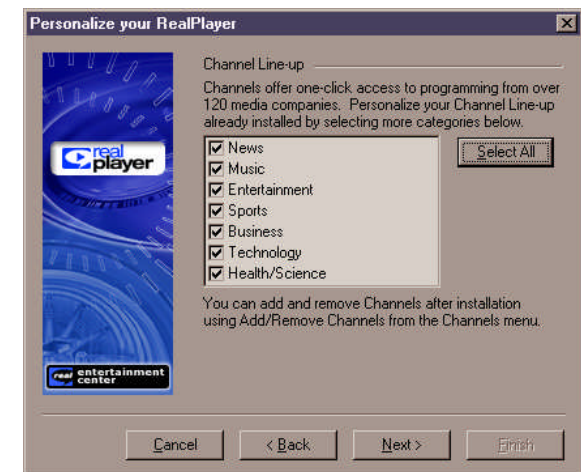 Personalize your RealPlayer
real
player
real entertainment
center
Channel Line-up
Channels offer one-click access to programming from over
120 media companies. Personalize your Channel Line-up
already installed by selecting more categories below.
News
Music
Entertainment
Sports
Business
Technology
Health/Science
Select All
You can add and remove Channels after installation
using Add/Remove Channels from the Channels menu.
Cancel
< Back
Next >
Finish